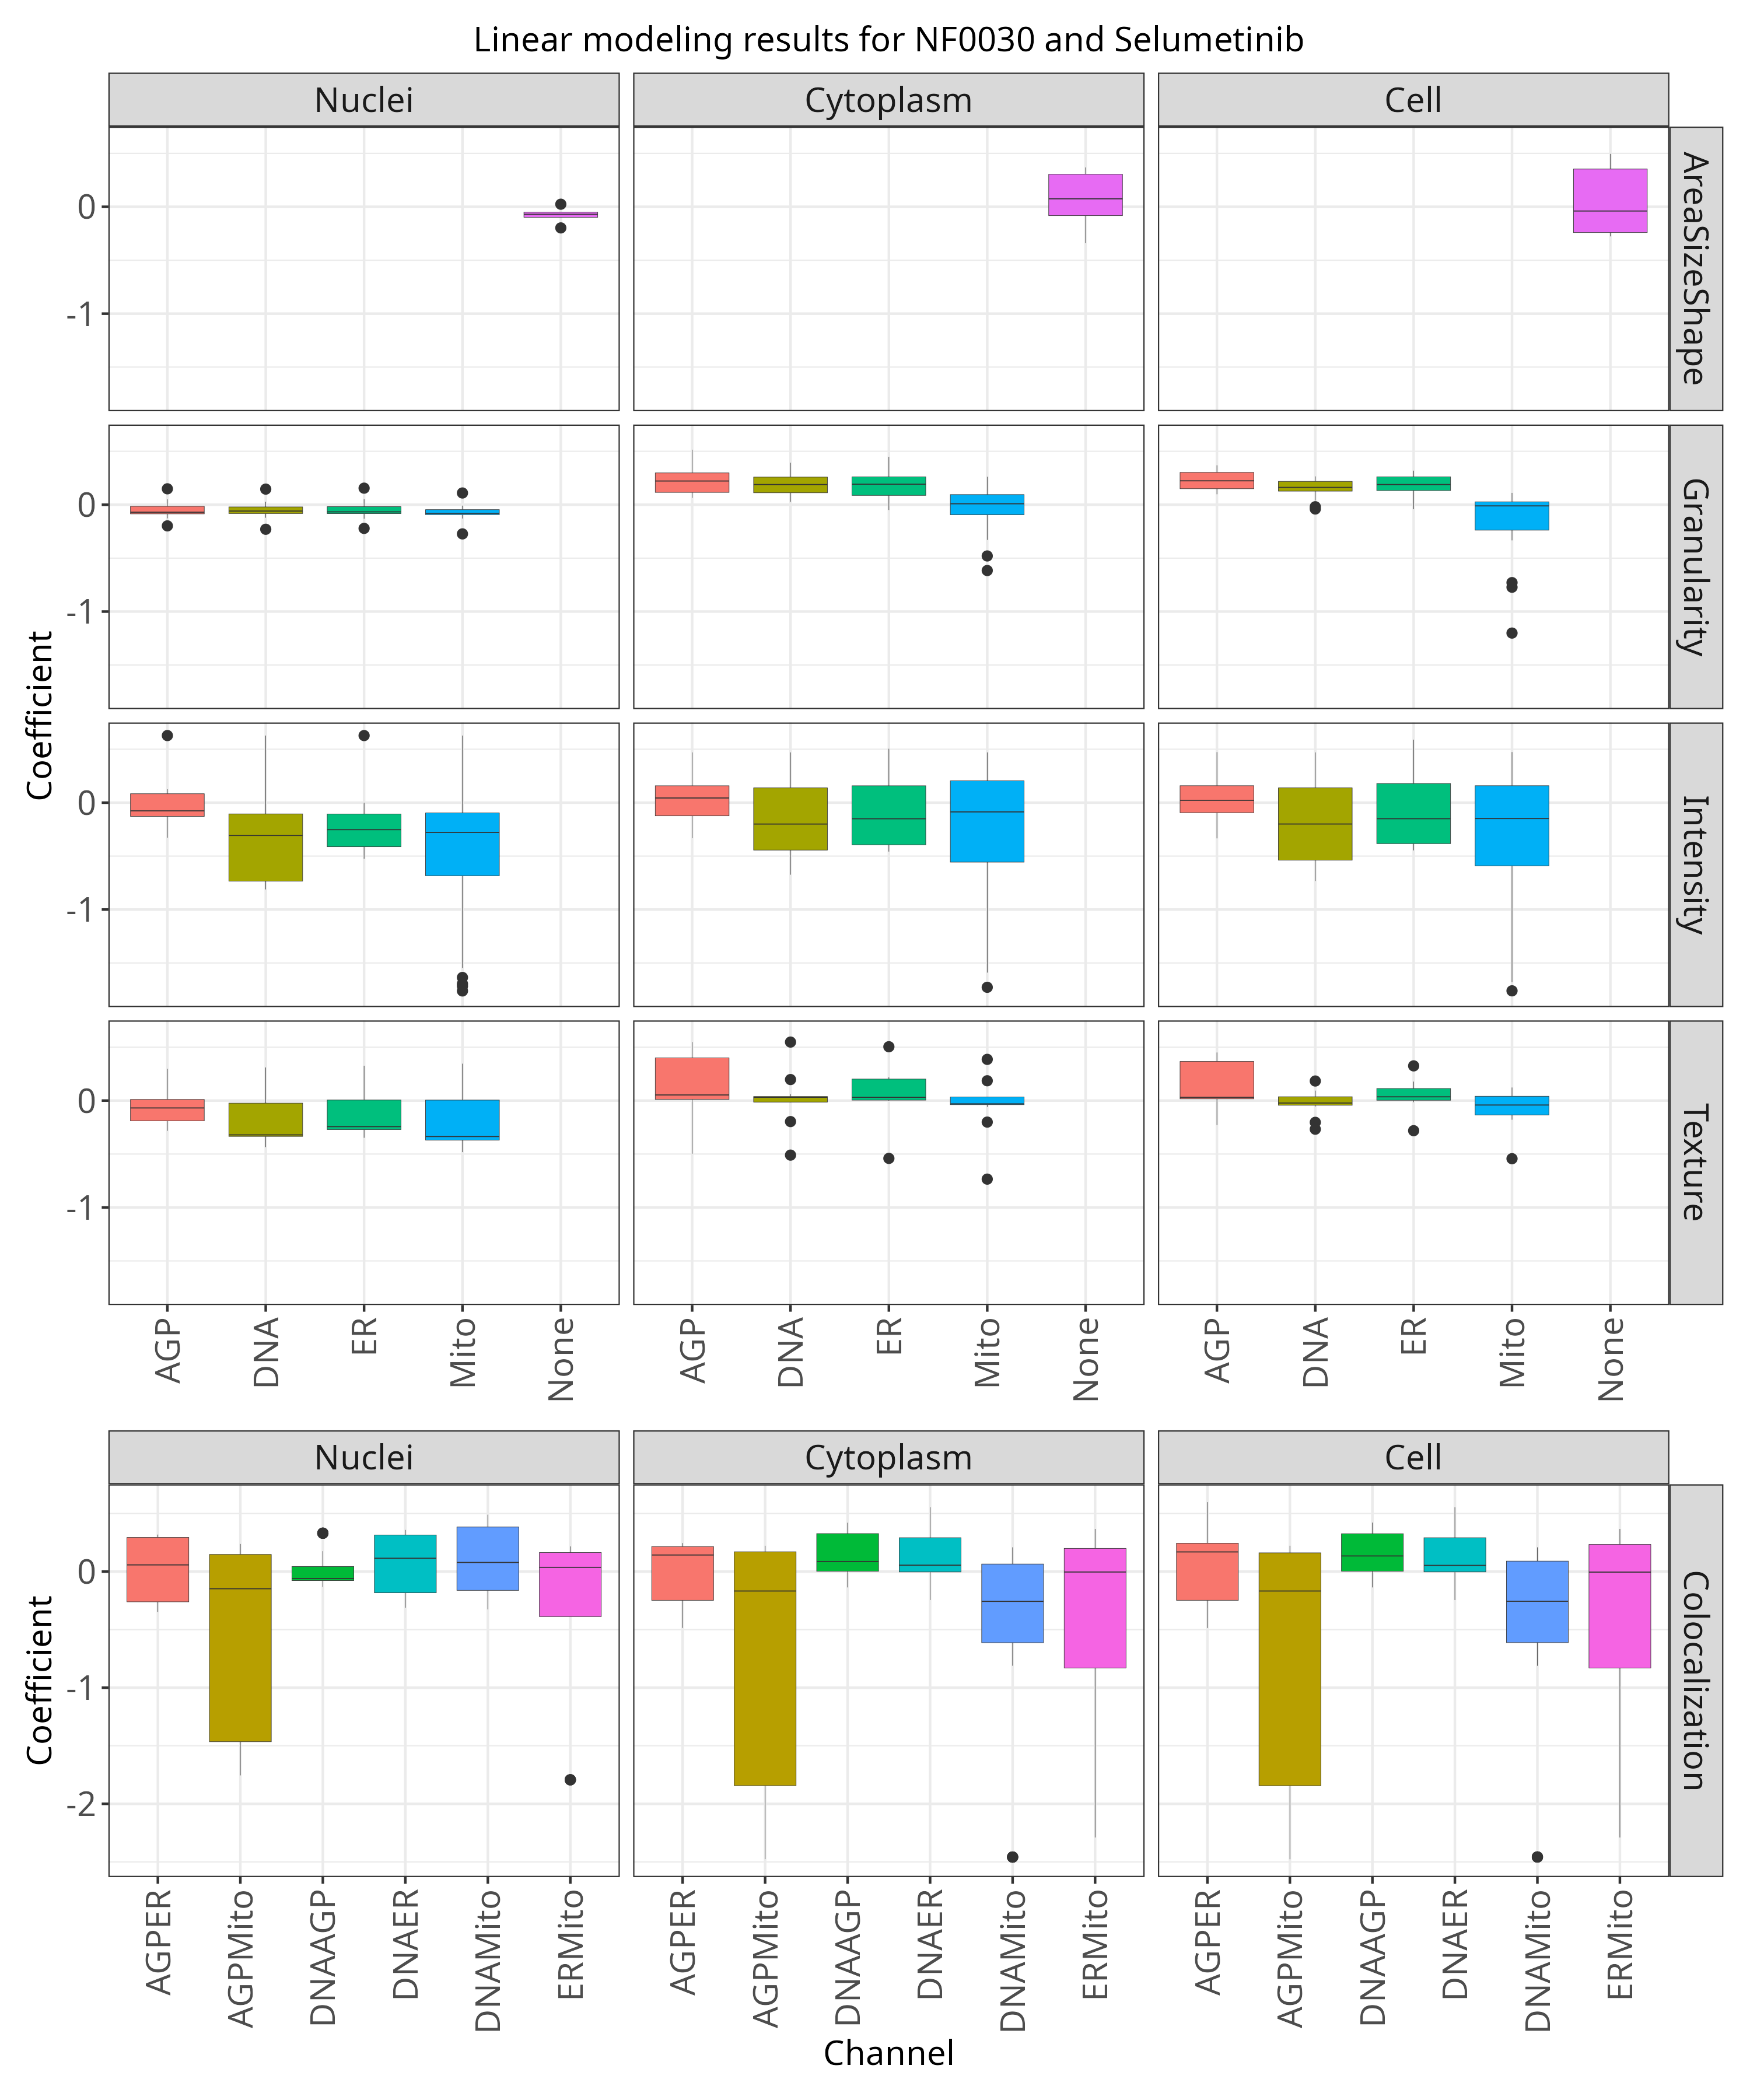 Linear modeling results for NF0030 and Selumetinib
Nuclei Cytoplasm Cell
0
-1
AreaSizeShape
0
-1
Granularity
Coefficient
0
-1
Intensity
0
-1
Texture
AGP DNA ER Mito None AGP DNA ER Mito None AGP DNA ER Mito None
Nuclei Cytoplasm Cell
0
-1
-2
Coefficient
Colocalization
AGPER AGPMito DNAAGP DNAER DNAMito ERMito AGPER AGPMito DNAAGP DNAER DNAMito ERMito AGPER AGPMito DNAAGP DNAER DNAMito ERMito
Channel